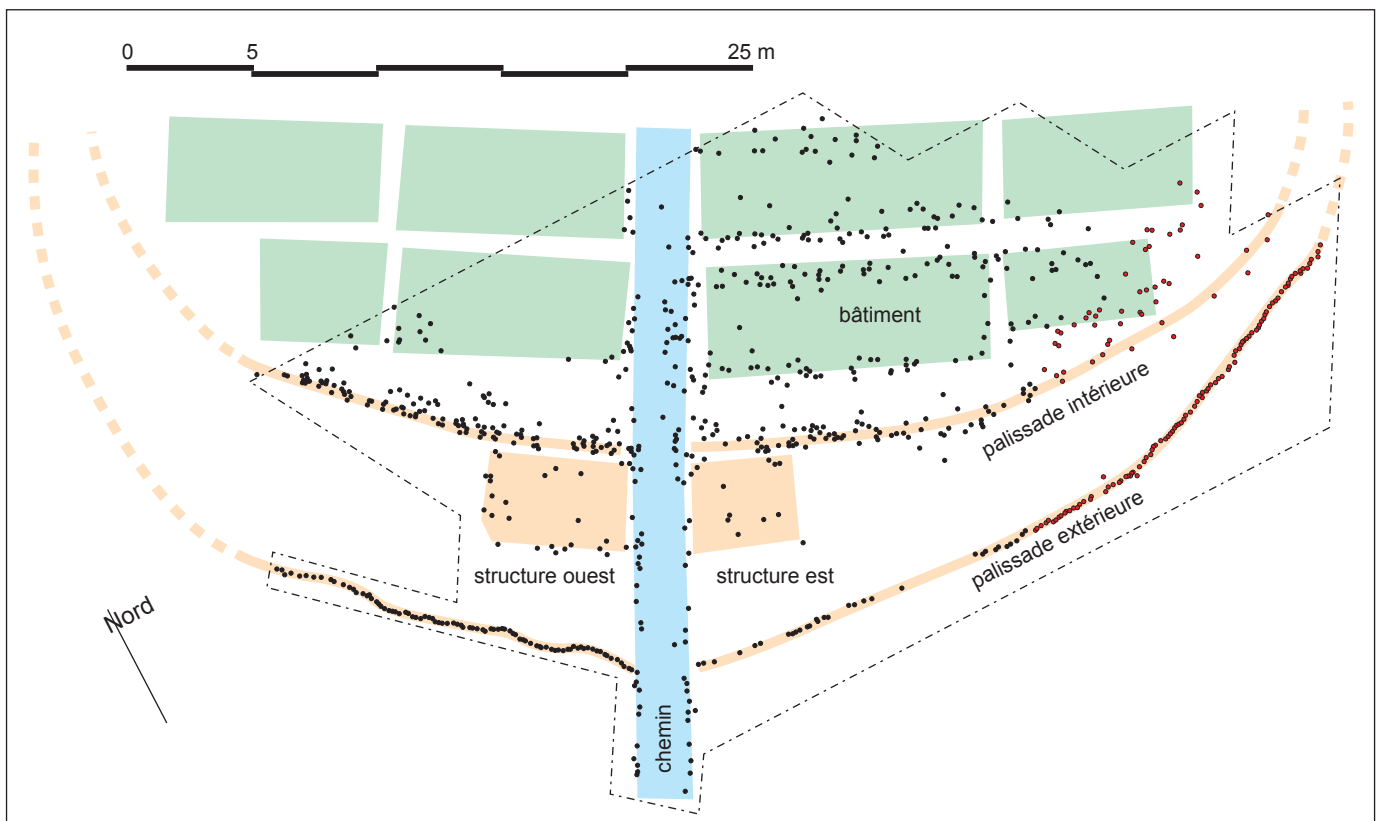 0 5 25 m
bâtiment
palissade intérieure
palissade extérieure
structure ouest
structure est
Nord
chemin